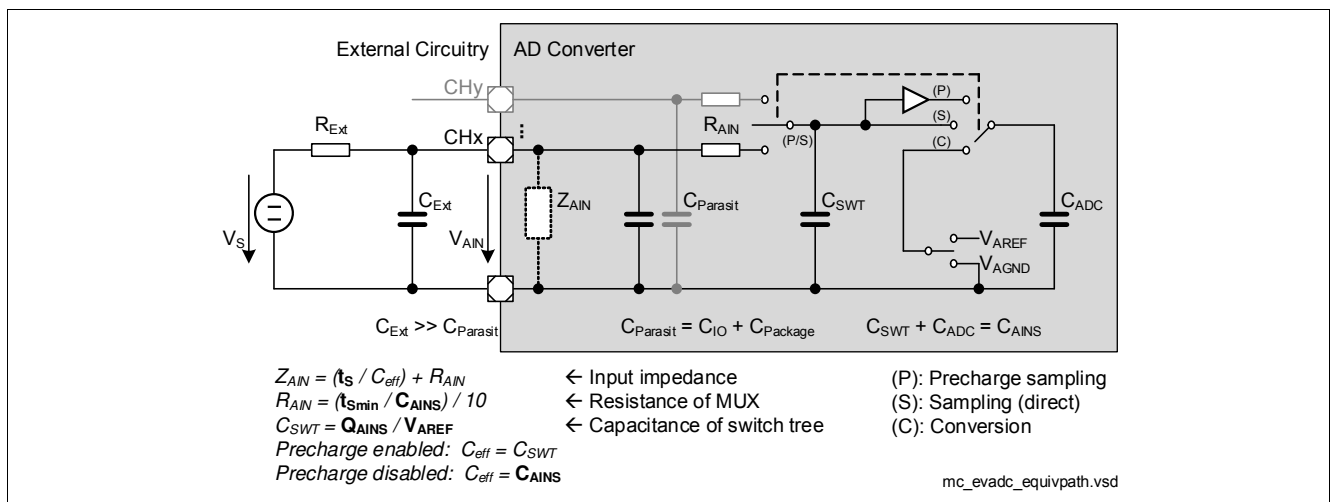 External Circuitry AD Converter
CHy
(P)
R_Ext
CHx
⋮
R_AIN
(P/S)
(S)
(C)
C_Ext
Z_AIN
C_Parasit
C_SWT
C_ADC
V_S
V_AIN
V_AREF
V_AGND
C_Ext >> C_Parasit
C_Parasit = C_IO + C_Package
C_SWT + C_ADC = C_AINS
Z_AIN = (t_S / C_eff) + R_AIN ← Input impedance (P): Precharge sampling
R_AIN = (t_Smin / C_AINS) / 10 ← Resistance of MUX (S): Sampling (direct)
C_SWT = Q_AINS / V_AREF ← Capacitance of switch tree (C): Conversion
Precharge enabled: C_eff = C_SWT
Precharge disabled: C_eff = C_AINS
mc_evadc_equivpath.vsd